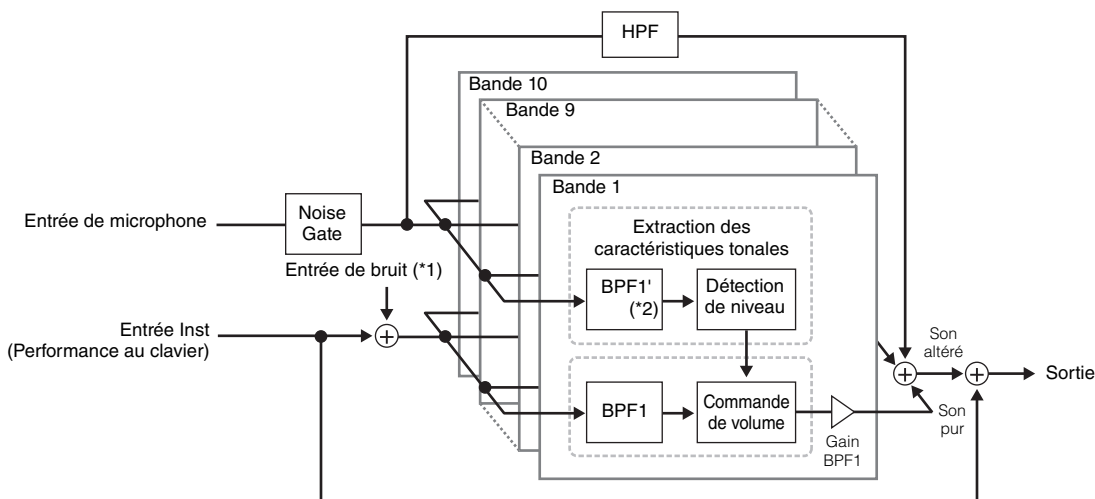 HPF
Bande 10
Bande 9
Bande 2
Bande 1
Entrée de microphone
Noise
Gate
Extraction des
caractéristiques tonales
Entrée de bruit (*1)
BPF1'
(*2)
Détection
de niveau
Entrée Inst
(Performance au clavier)
Son
altéré
Sortie
BPF1
Commande
de volume
Son
pur
Gain
BPF1